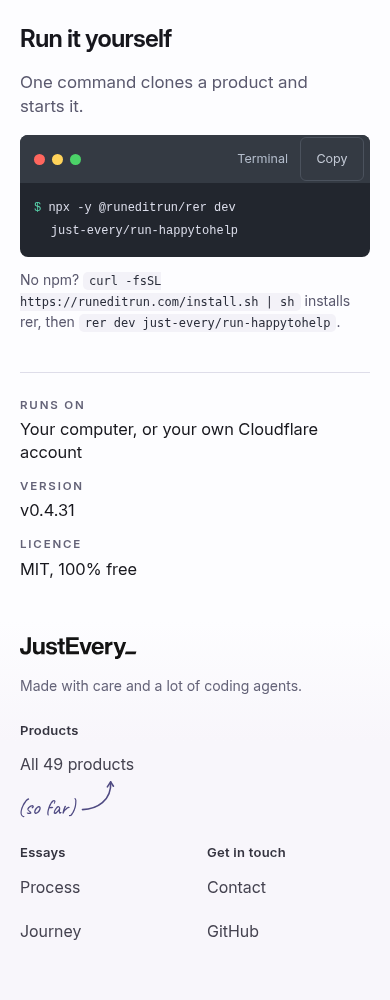 Run it yourself
One command clones a product and
starts it.
Terminal
Copy
$ npx -y @runeditrun/rer dev
just-every/run-happytohelp
No npm? curl -fsSL
https://runeditrun.com/install.sh | sh installs
rer, then rer dev just-every/run-happytohelp .
RUNS ON
Your computer, or your own Cloudflare
account
VERSION
v0.4.31
LICENCE
MIT, 100% free
JustEvery_
Made with care and a lot of coding agents.
Products
All 49 products
(so far)
Essays
Process
Journey
Get in touch
Contact
GitHub